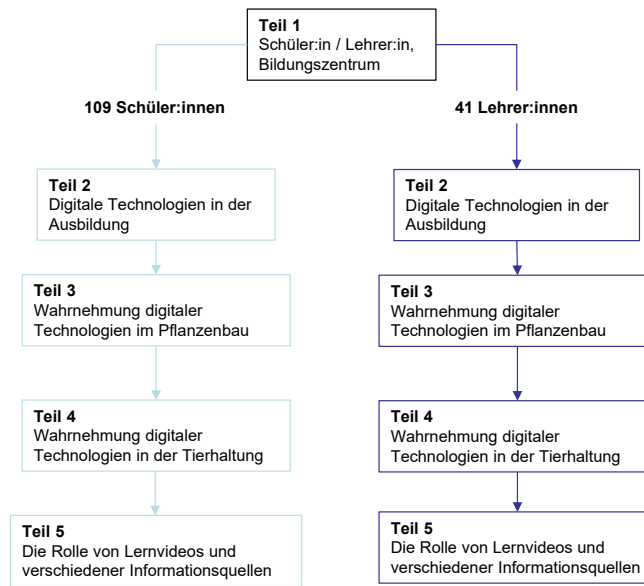 Teil 1
Schüler:in / Lehrer:in,
Bildungszentrum
109 Schüler:innen
41 Lehrer:innen
Teil 2
Digitale Technologien in der
Ausbildung
Teil 2
Digitale Technologien in der
Ausbildung
Teil 3
Wahrnehmung digitaler
Technologien im Pflanzenbau
Teil 3
Wahrnehmung digitaler
Technologien im Pflanzenbau
Teil 4
Wahrnehmung digitaler
Technologien in der Tierhaltung
Teil 4
Wahrnehmung digitaler
Technologien in der Tierhaltung
Teil 5
Die Rolle von Lernvideos und
verschiedener Informationsquellen
Teil 5
Die Rolle von Lernvideos und
verschiedener Informationsquellen